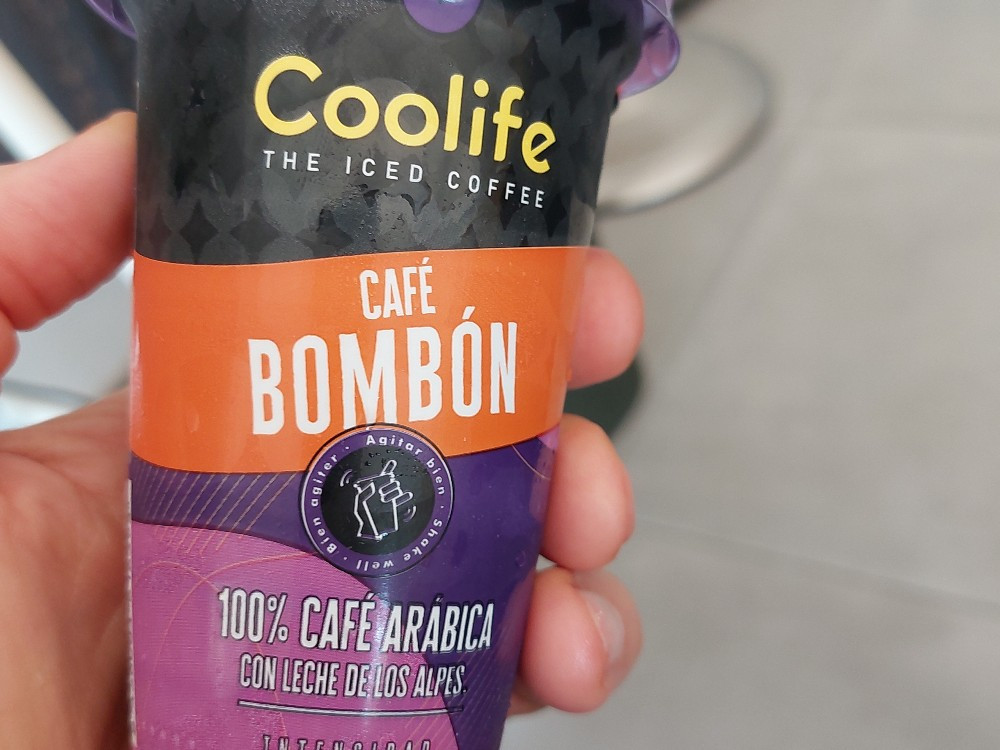 Coolife
THE ICED COFFEE
CAFÉ
BOMBÓN
Agitar bien · Shake well · Bien agiter ·
100% CAFÉ ARÁBICA
CON LECHE DE LOS ALPES.
INTENSIDAD